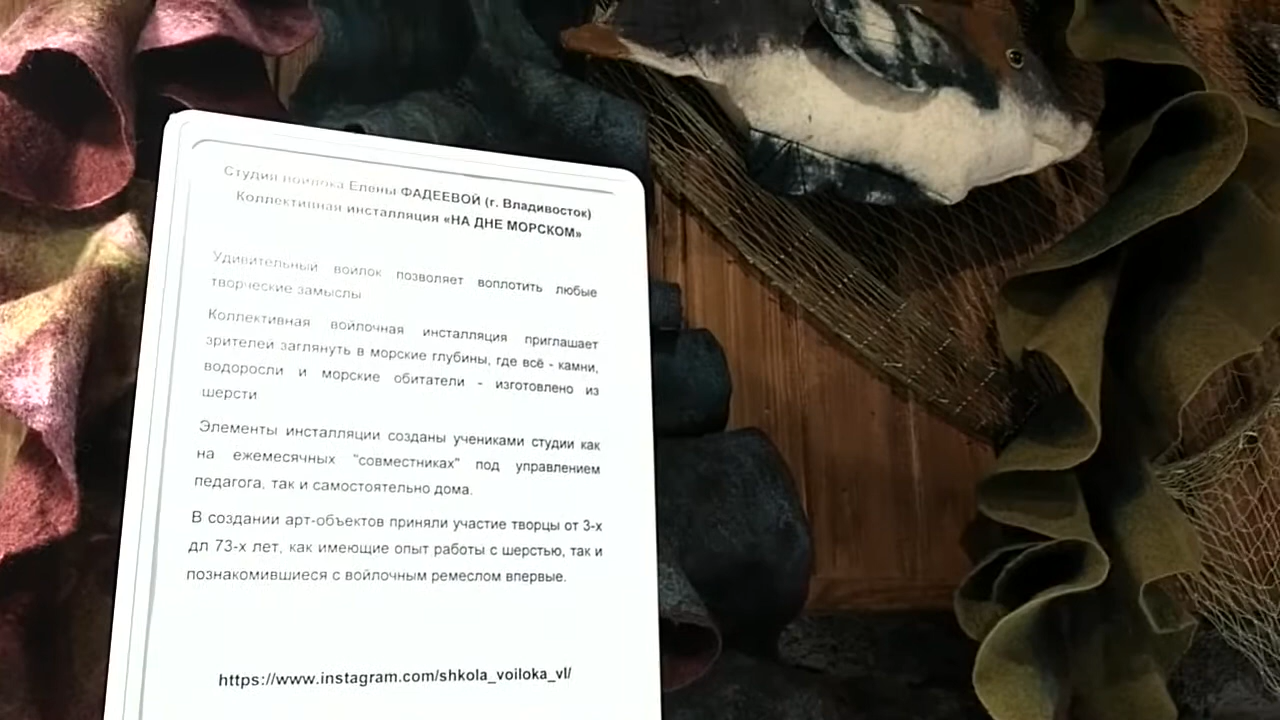 Студия войлока Елены ФАДЕЕВОЙ (г. Владивосток)
Коллективная инсталляция «НА ДНЕ МОРСКОМ»
Удивительный войлок позволяет воплотить любые
творческие замыслы
Коллективная войлочная инсталляция приглашает
зрителей заглянуть в морские глубины, где всё - камни,
водоросли и морские обитатели - изготовлено из
шерсти
Элементы инсталляции созданы учениками студии как
на ежемесячных "совместниках" под управлением
педагога, так и самостоятельно дома.
В создании арт-объектов приняли участие творцы от 3-х
дл 73-х лет, как имеющие опыт работы с шерстью, так и
познакомившиеся с войлочным ремеслом впервые.
https://www.instagram.com/shkola_voiloka_vl/